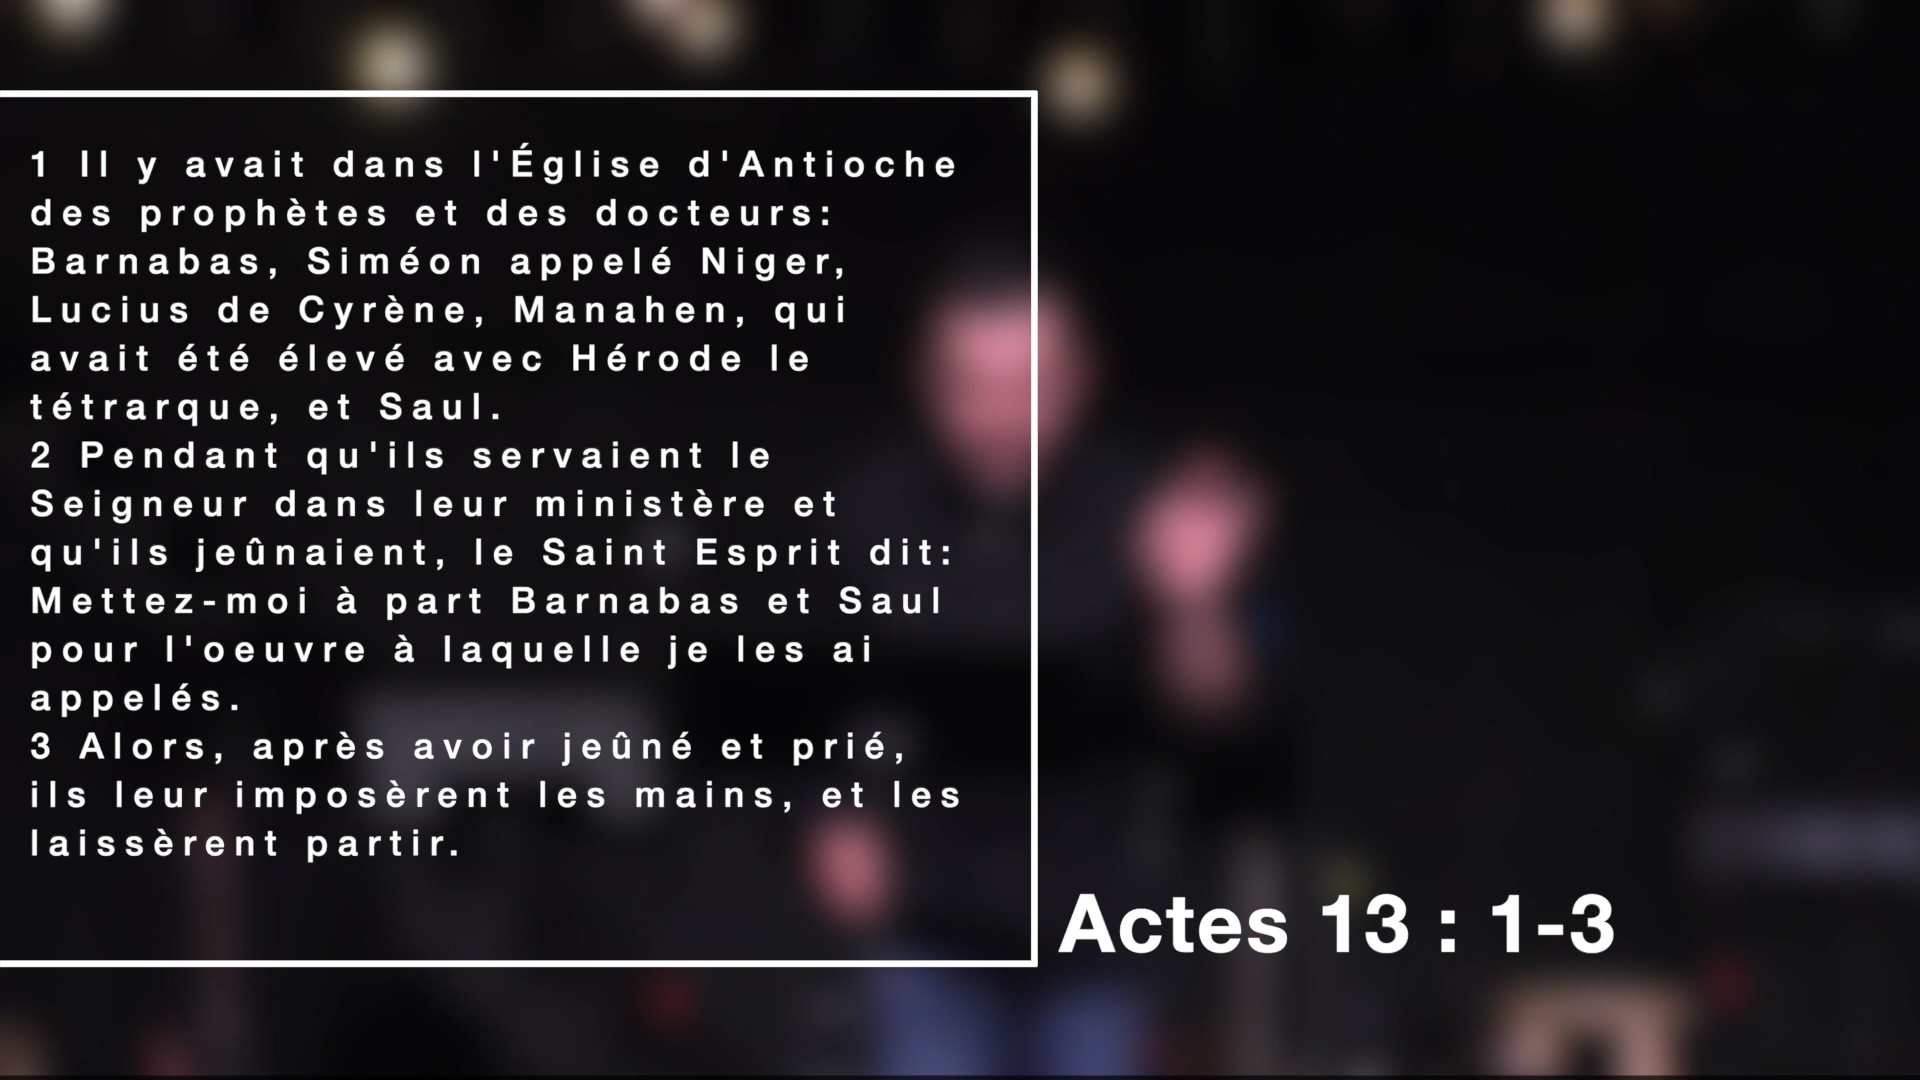 1 Il y avait dans l'Église d'Antioche
des prophètes et des docteurs:
Barnabas, Siméon appelé Niger,
Lucius de Cyrène, Manahen, qui
avait été élevé avec Hérode le
tétrarque, et Saul.
2 Pendant qu'ils servaient le
Seigneur dans leur ministère et
qu'ils jeûnaient, le Saint Esprit dit:
Mettez-moi à part Barnabas et Saul
pour l'oeuvre à laquelle je les ai
appelés.
3 Alors, après avoir jeûné et prié,
ils leur imposèrent les mains, et les
laissèrent partir.
Actes 13 : 1-3